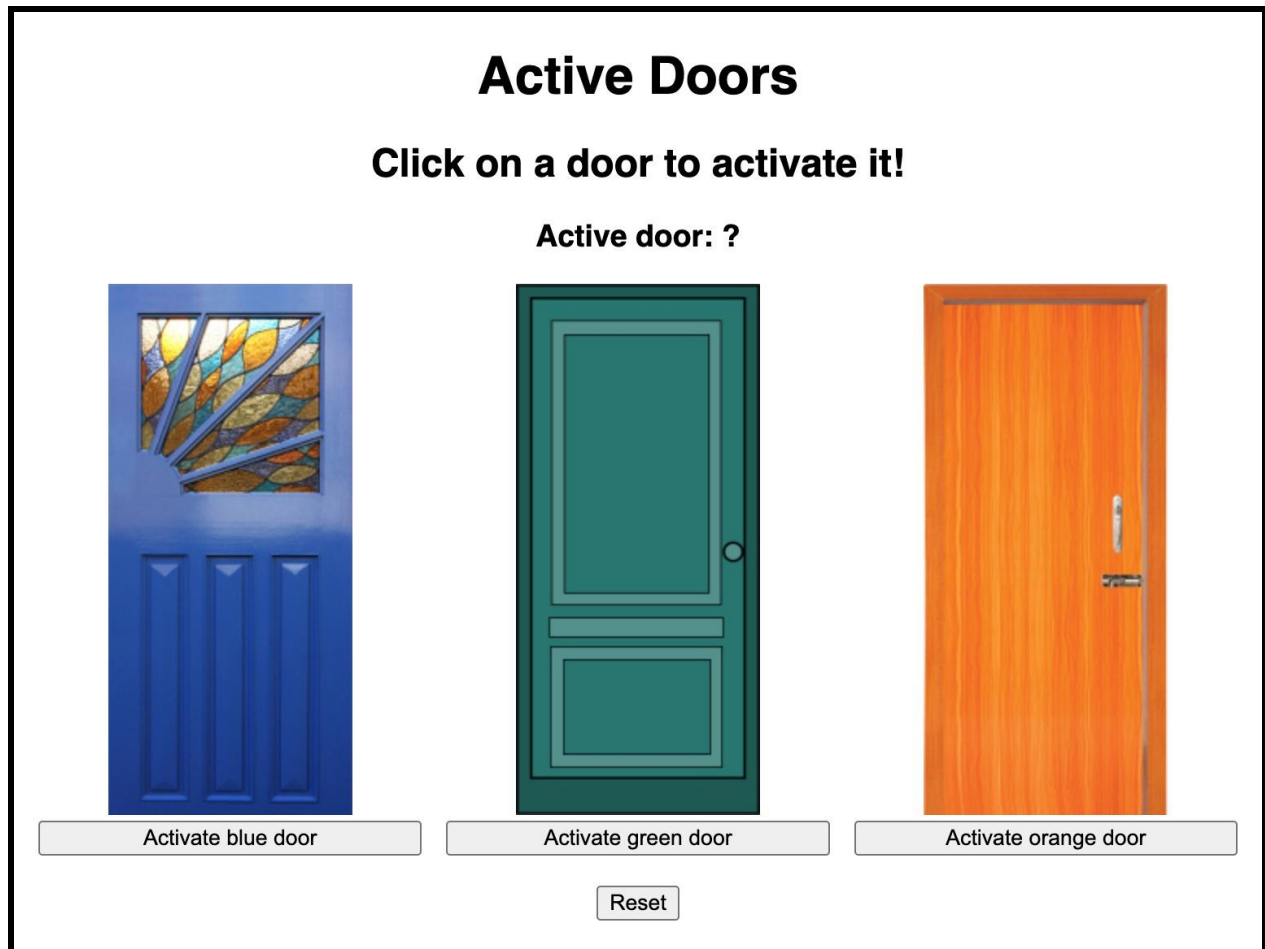 Active Doors
Click on a door to activate it!
Active door: ?
Activate blue door
Activate green door
Activate orange door
Reset